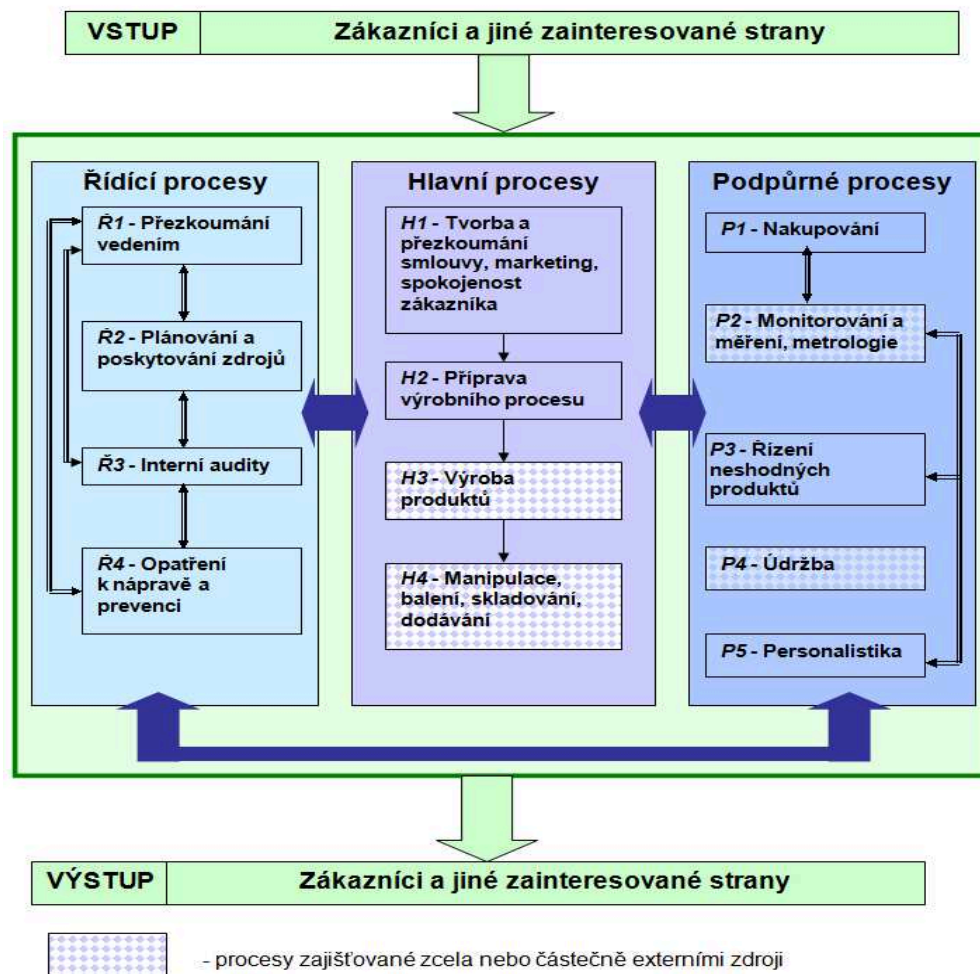 VSTUP Zákazníci a jiné zainteresované strany
Řídící procesy
Ř1 - Přezkoumání
vedením
Ř2 - Plánování a
poskytování zdrojů
Ř3 - Interní audity
Ř4 - Opatření
k nápravě a
prevenci
Hlavní procesy
H1 - Tvorba a
přezkoumání
smlouvy, marketing,
spokojenost
zákazníka
H2 - Příprava
výrobního procesu
H3 - Výroba
produktů
H4 - Manipulace,
balení, skladování,
dodávání
Podpůrné procesy
P1 - Nakupování
P2 - Monitorování a
měření, metrologie
P3 - Řízení
neshodných
produktů
P4 - Údržba
P5 - Personalistika
VÝSTUP Zákazníci a jiné zainteresované strany
- procesy zajišťované zcela nebo částečně externími zdroji